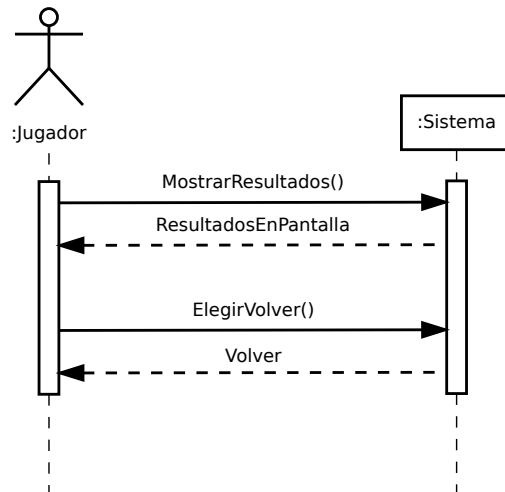 :Jugador
:Sistema
MostrarResultados()
ResultadosEnPantalla
ElegirVolver()
Volver